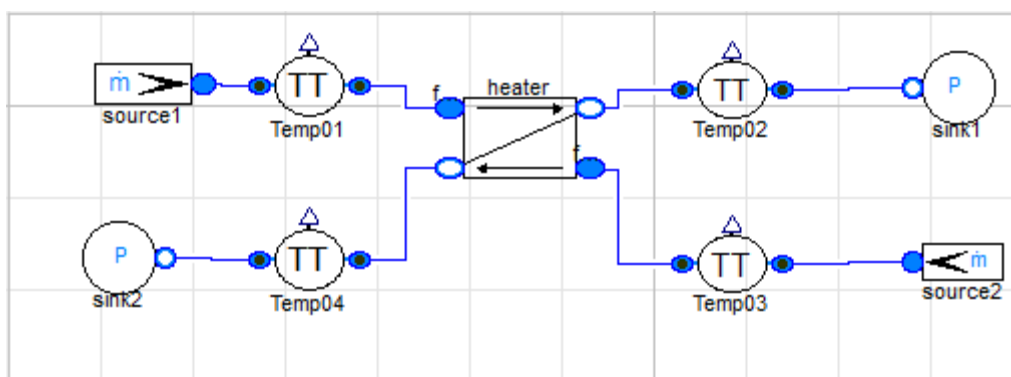 ṁ
source1
TT
Temp01
f
heater
TT
Temp02
P
sink1
f
P
sink2
TT
Temp04
TT
Temp03
ṁ
source2